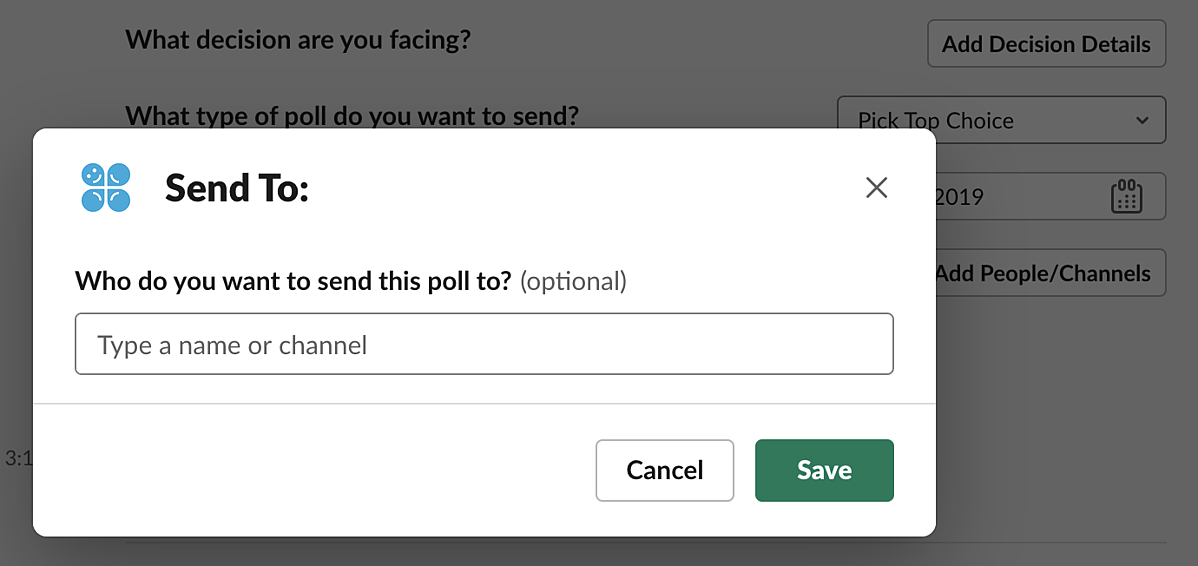 What decision are you facing?
Add Decision Details
What type of poll do you want to send?
Pick Top Choice
2019
Add People/Channels
Send To:
Who do you want to send this poll to? (optional)
Type a name or channel
Cancel
Save
3:1